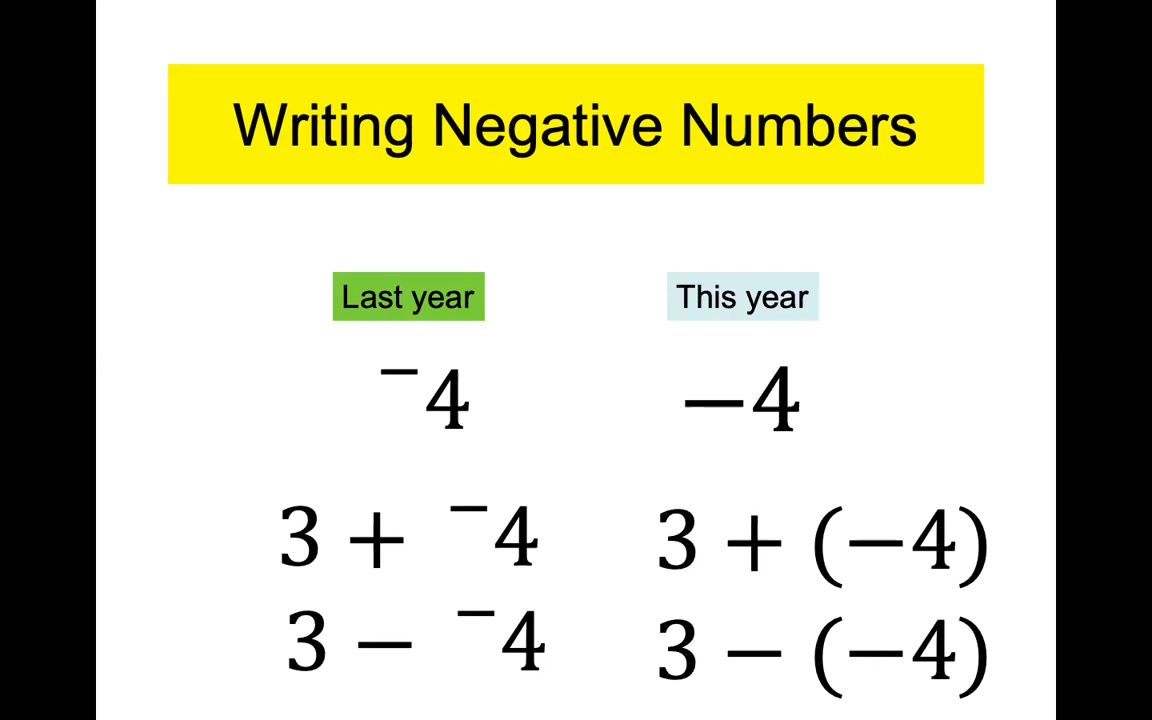 Writing Negative Numbers
Last year This year
⁻4 −4
3 + ⁻4 3 + (−4)
3 − ⁻4 3 − (−4)